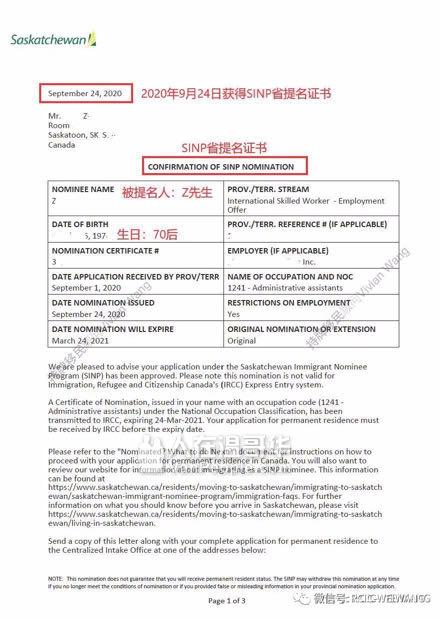 Saskatchewan
September 24, 2020
2020年9月24日获得SINP省提名证书
Mr. Z
Room
Saskatoon, SK S.
Canada
SINP省提名证书
CONFIRMATION OF SINP NOMINATION
NOMINEE NAME
Z
被提名人：Z先生
PROV./TERR. STREAM
International Skilled Worker - Employment
Offer
DATE OF BIRTH
生日：70后
PROV./TERR. REFERENCE # (IF APPLICABLE)
NOMINATION CERTIFICATE #
3
EMPLOYER (IF APPLICABLE)
Inc.
DATE APPLICATION RECEIVED BY PROV/TERR
September 1, 2020
NAME OF OCCUPATION AND NOC
1241 - Administrative assistants
DATE NOMINATION ISSUED
September 24, 2020
RESTRICTIONS ON EMPLOYMENT
Yes
DATE NOMINATION WILL EXPIRE
March 24, 2021
ORIGINAL NOMINATION OR EXTENSION
Original
We are pleased to advise your application under the Saskatchewan Immigrant Nominee
Program (SINP) has been approved. Please note this nomination is not valid for
Immigration, Refugee and Citizenship Canada's (IRCC) Express Entry system.
A Certificate of Nomination, issued in your name with an occupation code (1241 -
Administrative assistants) under the National Occupation Classification, has been
transmitted to IRCC, expiring 24-Mar-2021. Your application for permanent residence must
be received by IRCC before the expiry date.
Please refer to the "Nominated? What to do Next" document for instructions on how to
proceed with your application for permanent residence in Canada. You will also want to
review our website for information about immigrating as a SINP nominee. This information
can be found at
https://www.saskatchewan.ca/residents/moving-to-saskatchewan/immigrating-to-saskatch
ewan/saskatchewan-immigrant-nominee-program/immigration-faqs. For further
information on what you should know before you arrive in Saskatchewan, please visit
https://www.saskatchewan.ca/residents/moving-to-saskatchewan/immigrating-to-saskatch
ewan/living-in-saskatchewan.
Send a copy of this letter along with your complete application for permanent residence to
the Centralized Intake Office at one of the addresses below:
NOTE: This nomination does not guarantee that you will receive permanent resident status. The SINP may withdraw this nomination at any time
if you no longer meet the conditions of nomination or if you provided false or misleading information in your provincial nomination application.
Page 1 of 3
微信号: RCIC-WEIWANGG